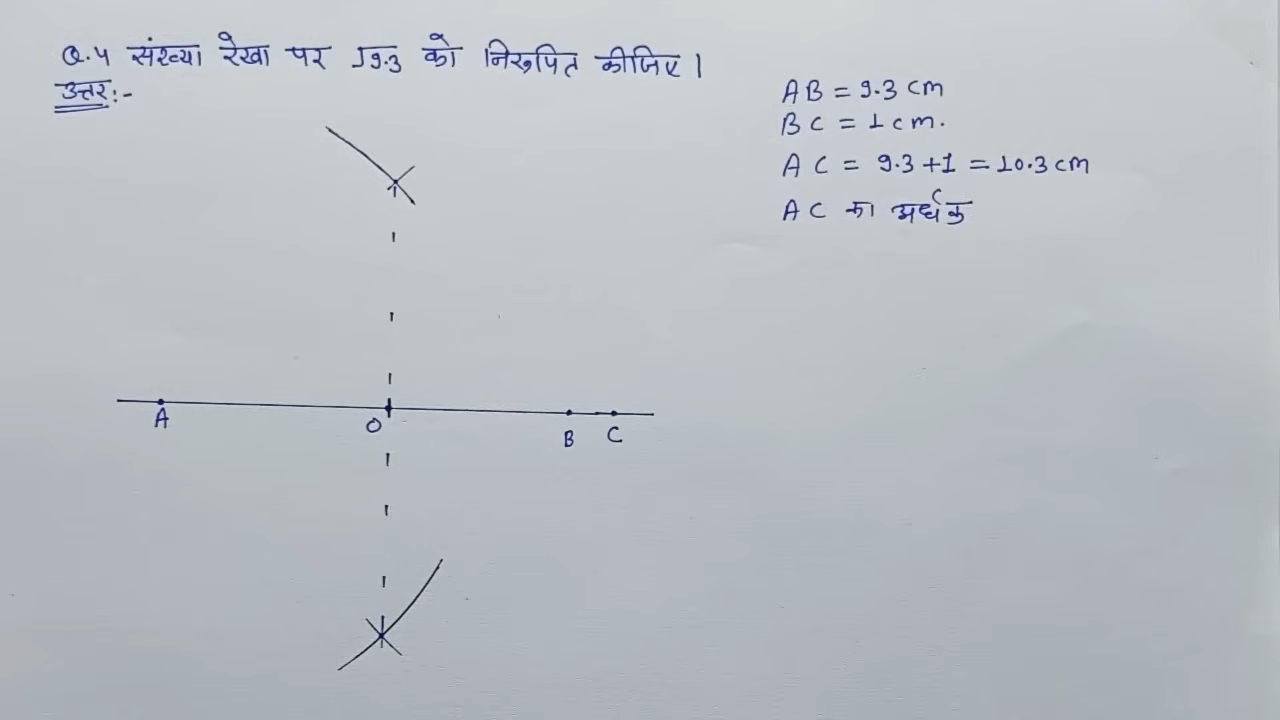 Q.4 संख्या रेखा पर √9.3 को निरुपित कीजिए।
उत्तर:-
AB = 9.3 cm
BC = 1 cm.
AC = 9.3 + 1 = 10.3 cm
AC का अर्धक
A
O
B
C